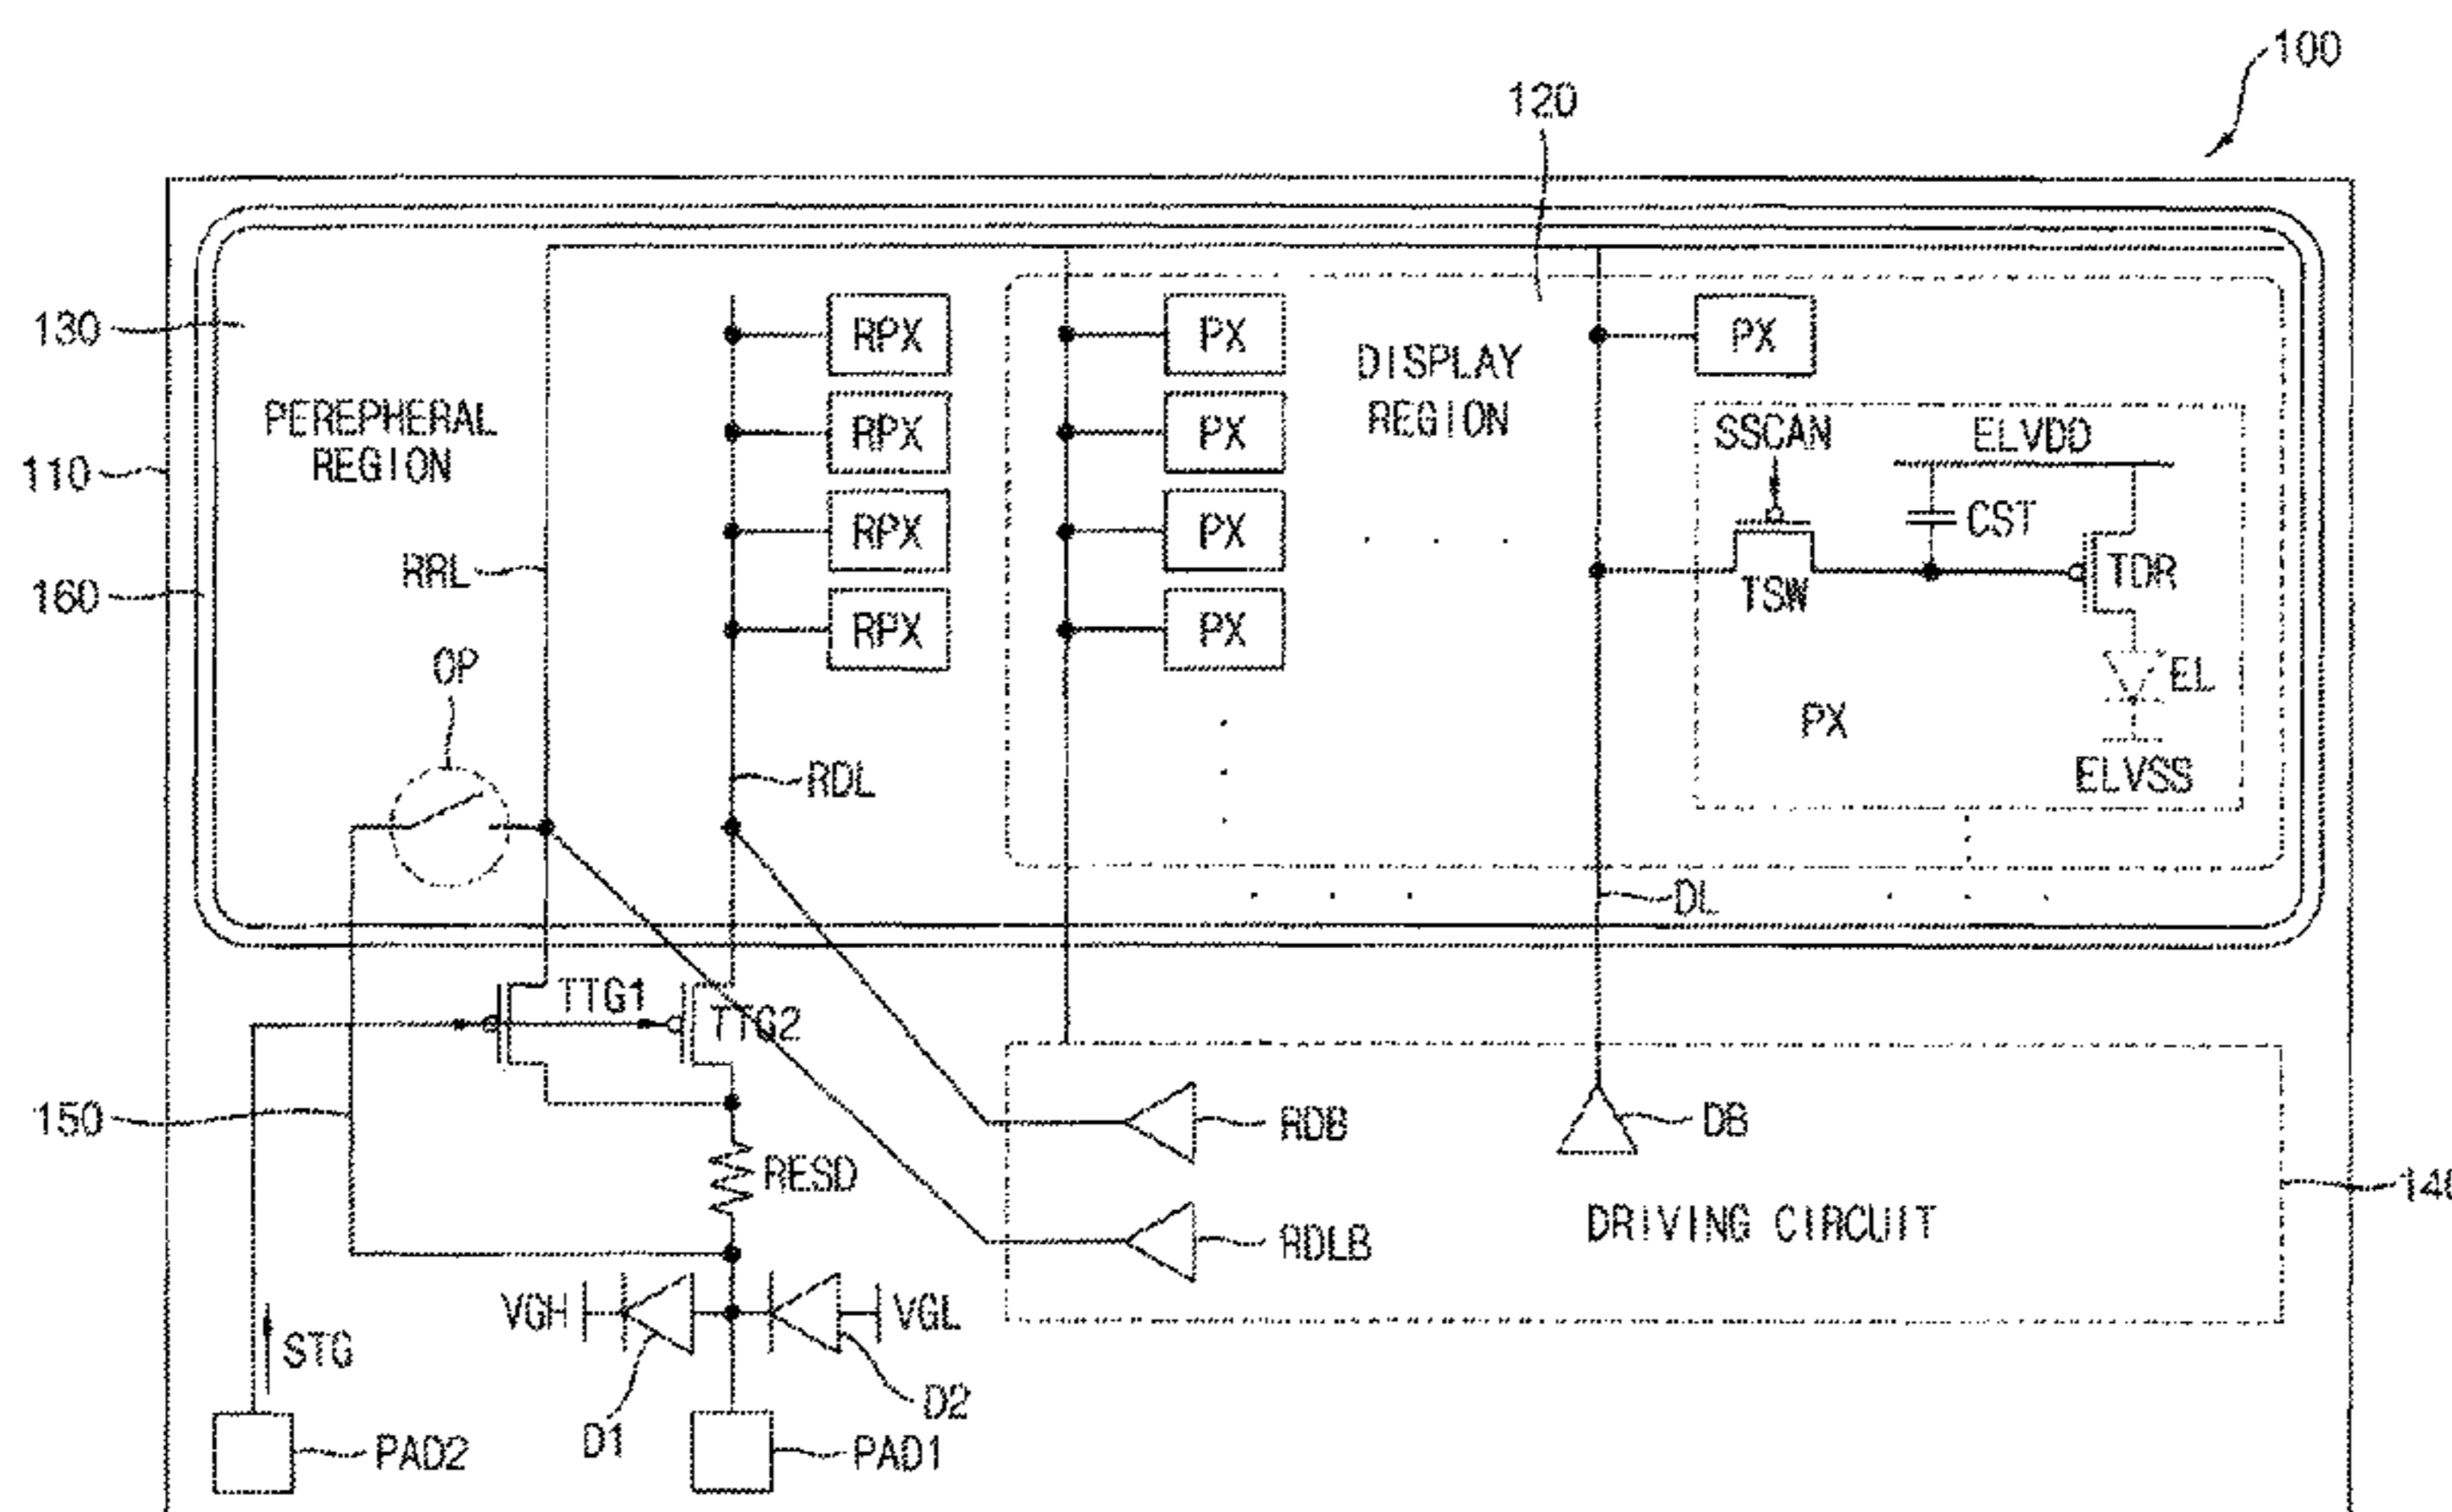 100
120
130
RPX
PX
DISPLAY
REGION
PX
PEREPHERAL
REGION
110
RPX
PX
SSCAN
ELVDD
RPX
PX
CST
RRL
TSW
TDR
160
RPX
PX
OP
EL
PX
RDL
ELVSS
DL
TTG1
TTG2
150
RDB
DB
RESD
RDLB
DRIVING CIRCUIT
VGH
VGL
STG
D1
D2
PAD2
PAD1